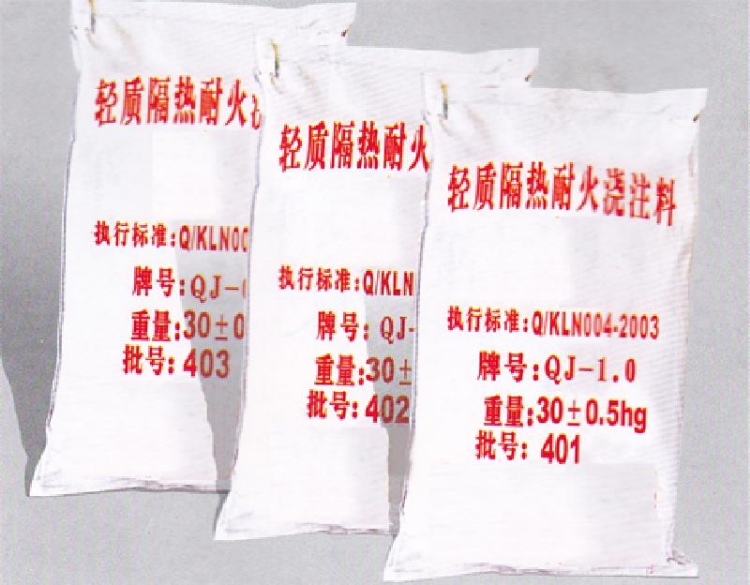 轻质隔热耐火
执行标准:Q/KLN00
牌号:QJ-
重量:30±0
批号:403
轻质隔热耐火
执行标准:Q/KLN
牌号:QJ-
重量:30±
批号:402
轻质隔热耐火浇注料
执行标准:Q/KLN004-2003
牌号:QJ-1.0
重量:30±0.5hg
批号:401